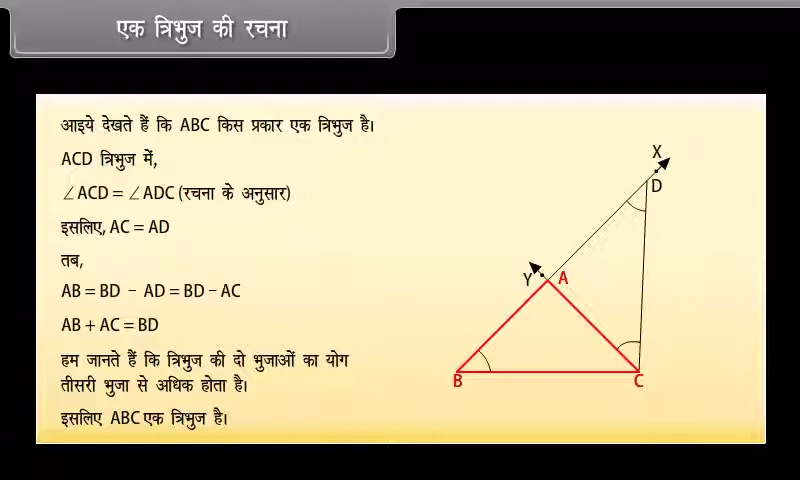 एक त्रिभुज की रचना
आइये देखते हैं कि ABC किस प्रकार एक त्रिभुज है।
ACD त्रिभुज में,
∠ACD = ∠ADC (रचना के अनुसार)
इसलिए, AC = AD
तब,
AB = BD - AD = BD - AC
AB + AC = BD
हम जानते हैं कि त्रिभुज की दो भुजाओं का योग
तीसरी भुजा से अधिक होता है।
इसलिए ABC एक त्रिभुज है।
X
D
Y
A
B
C